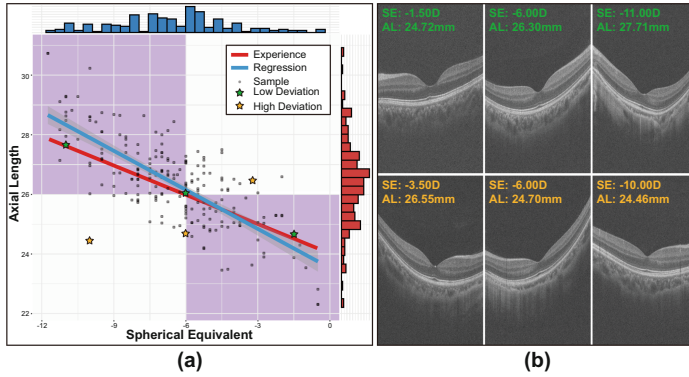 Experience
Regression
Sample
Low Deviation
High Deviation
Axial Length
30
28
26
24
22
-12
-9
-6
-3
0
Spherical Equivalent
(a)
SE: -1.50D
AL: 24.72mm
SE: -6.00D
AL: 26.30mm
SE: -11.00D
AL: 27.71mm
SE: -3.50D
AL: 26.55mm
SE: -6.00D
AL: 24.70mm
SE: -10.00D
AL: 24.46mm
(b)